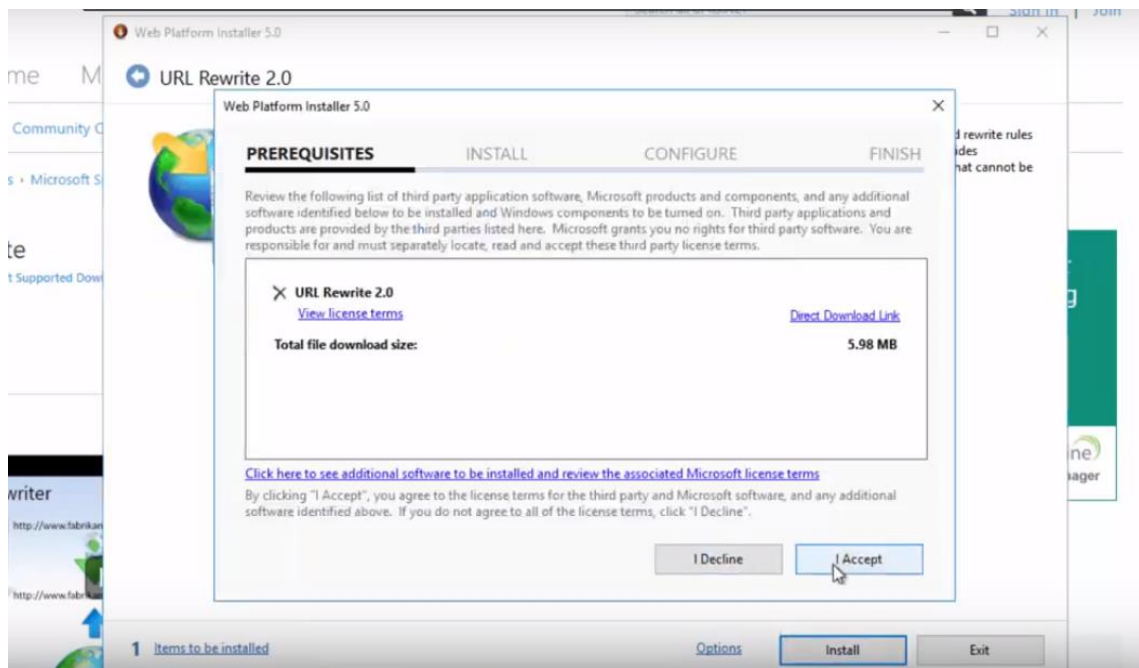 Sign in | Join
Web Platform Installer 5.0
URL Rewrite 2.0
Web Platform Installer 5.0
Community
Microsoft
d rewrite rules
hat cannot be
PREREQUISITES INSTALL CONFIGURE FINISH
Review the following list of third party application software, Microsoft products and components, and any additional
software identified below to be installed and Windows components to be turned on. Third party applications and
products are provided by the third parties listed here. Microsoft grants you no rights for third party software. You are
responsible for and must separately locate, read and accept these third party license terms.
t Supported Dow
URL Rewrite 2.0
View license terms Direct Download Link
Total file download size: 5.98 MB
Click here to see additional software to be installed and review the associated Microsoft license terms
By clicking "I Accept", you agree to the license terms for the third party and Microsoft software, and any additional
software identified above. If you do not agree to all of the license terms, click "I Decline".
writer
http://www.fabrikan
http://www.fabr
I Decline I Accept
1 Items to be installed Options Install Exit